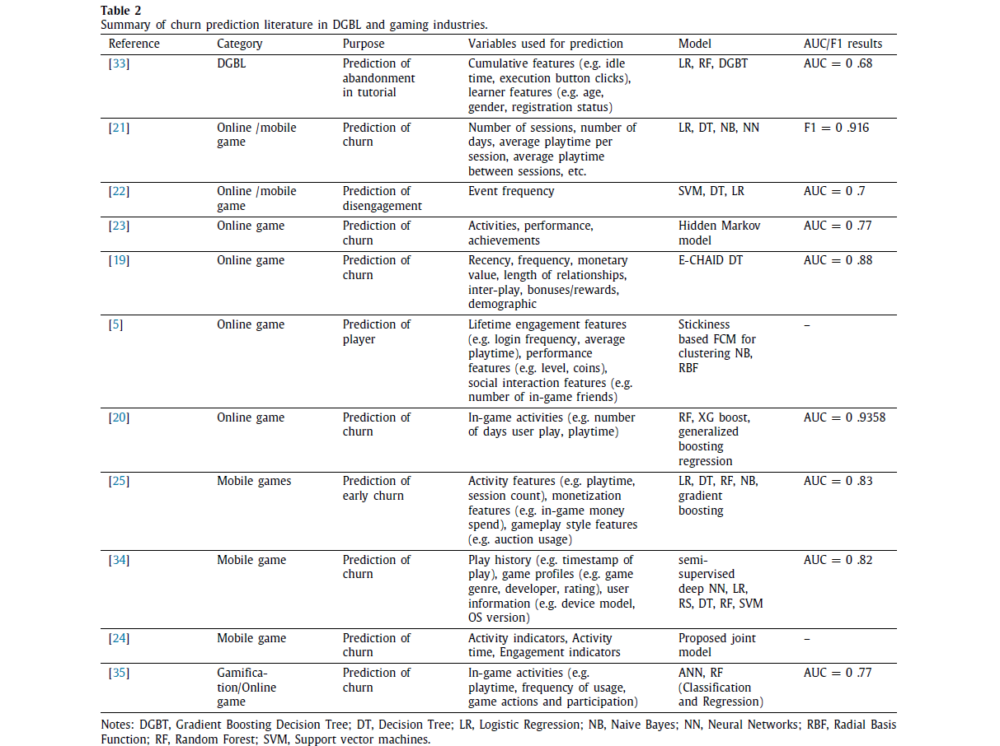 Table 2
Summary of churn prediction literature in DGBL and gaming industries.
Reference Category Purpose Variables used for prediction Model AUC/F1 results
[33] DGBL Prediction of Cumulative features (e.g. idle LR, RF, DGBT AUC = 0 .68
abandonment time, execution button clicks),
in tutorial learner features (e.g. age,
gender, registration status)
[21] Online /mobile Prediction of Number of sessions, number of LR, DT, NB, NN F1 = 0 .916
game churn days, average playtime per
session, average playtime
between sessions, etc.
[22] Online /mobile Prediction of Event frequency SVM, DT, LR AUC = 0 .7
game disengagement
[23] Online game Prediction of Activities, performance, Hidden Markov AUC = 0 .77
churn achievements model
[19] Online game Prediction of Recency, frequency, monetary E-CHAID DT AUC = 0 .88
churn value, length of relationships,
inter-play, bonuses/rewards,
demographic
[5] Online game Prediction of Lifetime engagement features Stickiness –
player (e.g. login frequency, average based FCM for
playtime), performance clustering NB,
features (e.g. level, coins), RBF
social interaction features (e.g.
number of in-game friends)
[20] Online game Prediction of In-game activities (e.g. number RF, XG boost, AUC = 0 .9358
churn of days user play, playtime) generalized
boosting
regression
[25] Mobile games Prediction of Activity features (e.g. playtime, LR, DT, RF, NB, AUC = 0 .83
early churn session count), monetization gradient
features (e.g. in-game money boosting
spend), gameplay style features
(e.g. auction usage)
[34] Mobile game Prediction of Play history (e.g. timestamp of semi- AUC = 0 .82
churn play), game profiles (e.g. game supervised
genre, developer, rating), user deep NN, LR,
information (e.g. device model, RS, DT, RF, SVM
OS version)
[24] Mobile game Prediction of Activity indicators, Activity Proposed joint –
churn time, Engagement indicators model
[35] Gamifica- Prediction of In-game activities (e.g. ANN, RF AUC = 0 .77
tion/Online churn playtime, frequency of usage, (Classification
game game actions and participation) and Regression)
Notes: DGBT, Gradient Boosting Decision Tree; DT, Decision Tree; LR, Logistic Regression; NB, Naive Bayes; NN, Neural Networks; RBF, Radial Basis
Function; RF, Random Forest; SVM, Support vector machines.